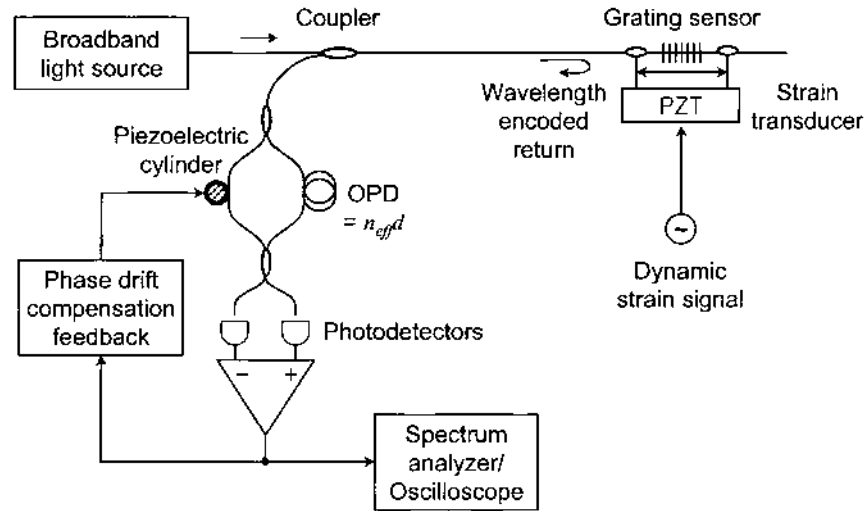 Broadband
light source
Coupler
Grating sensor
Wavelength
encoded
return
PZT
Strain
transducer
Piezoelectric
cylinder
OPD
= n_eff d
~
Dynamic
strain signal
Phase drift
compensation
feedback
Photodetectors
− +
Spectrum
analyzer/
Oscilloscope